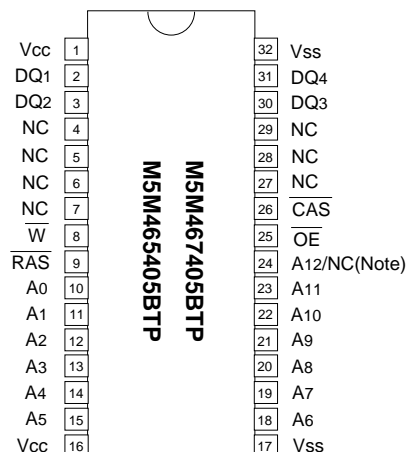 Vcc 1 32 Vss
DQ1 2 31 DQ4
DQ2 3 30 DQ3
NC 4 29 NC
NC 5 28 NC
NC 6 27 NC
NC 7 26 C̅A̅S̅
W̅ 8 25 O̅E̅
R̅A̅S̅ 9 24 A12/NC(Note)
A0 10 23 A11
A1 11 22 A10
A2 12 21 A9
A3 13 20 A8
A4 14 19 A7
A5 15 18 A6
Vcc 16 17 Vss
M5M467405BTP
M5M465405BTP